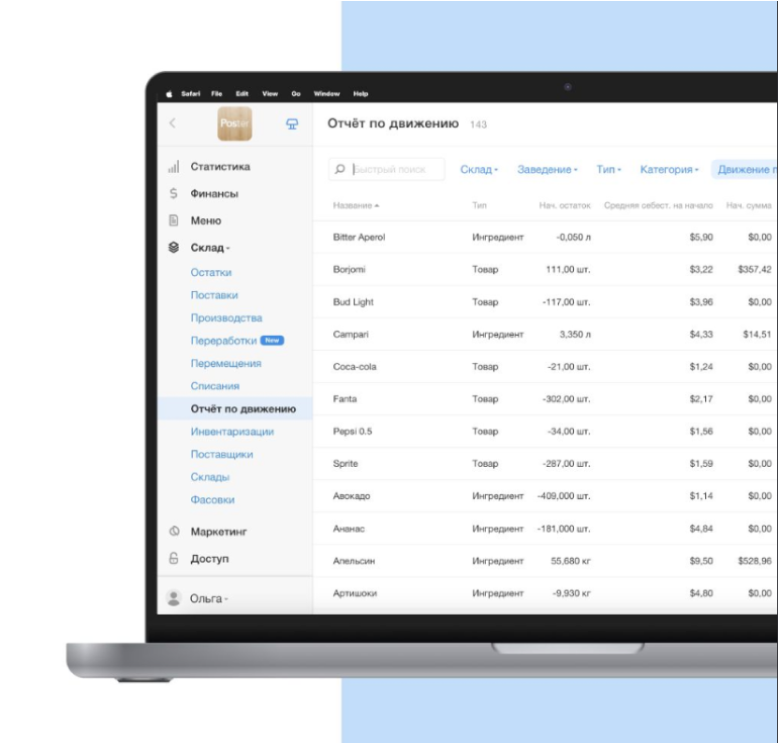 Safari File Edit View Go Window Help
Poster
Отчёт по движению 143
Быстрый поиск Склад Заведение Тип Категория Движение п
Название Тип Нач. остаток Средняя себест. на начало Нач. сумма
Bitter Aperol Ингредиент -0,050 л $5,90 $0,00
Borjomi Товар 111,00 шт. $3,22 $357,42
Bud Light Товар -117,00 шт. $3,96 $0,00
Campari Ингредиент 3,350 л $4,33 $14,51
Coca-cola Товар -21,00 шт. $1,24 $0,00
Fanta Товар -302,00 шт. $2,17 $0,00
Pepsi 0.5 Товар -34,00 шт. $1,56 $0,00
Sprite Товар -287,00 шт. $1,59 $0,00
Авокадо Ингредиент -409,000 шт. $1,14 $0,00
Ананас Ингредиент -181,000 шт. $4,84 $0,00
Апельсин Ингредиент 55,680 кг $9,50 $528,96
Артишоки Ингредиент -9,930 кг $4,80 $0,00
Статистика
Финансы
Меню
Склад
Остатки
Поставки
Производства
Переработки New
Перемещения
Списания
Отчёт по движению
Инвентаризации
Поставщики
Склады
Фасовки
Маркетинг
Доступ
Ольга